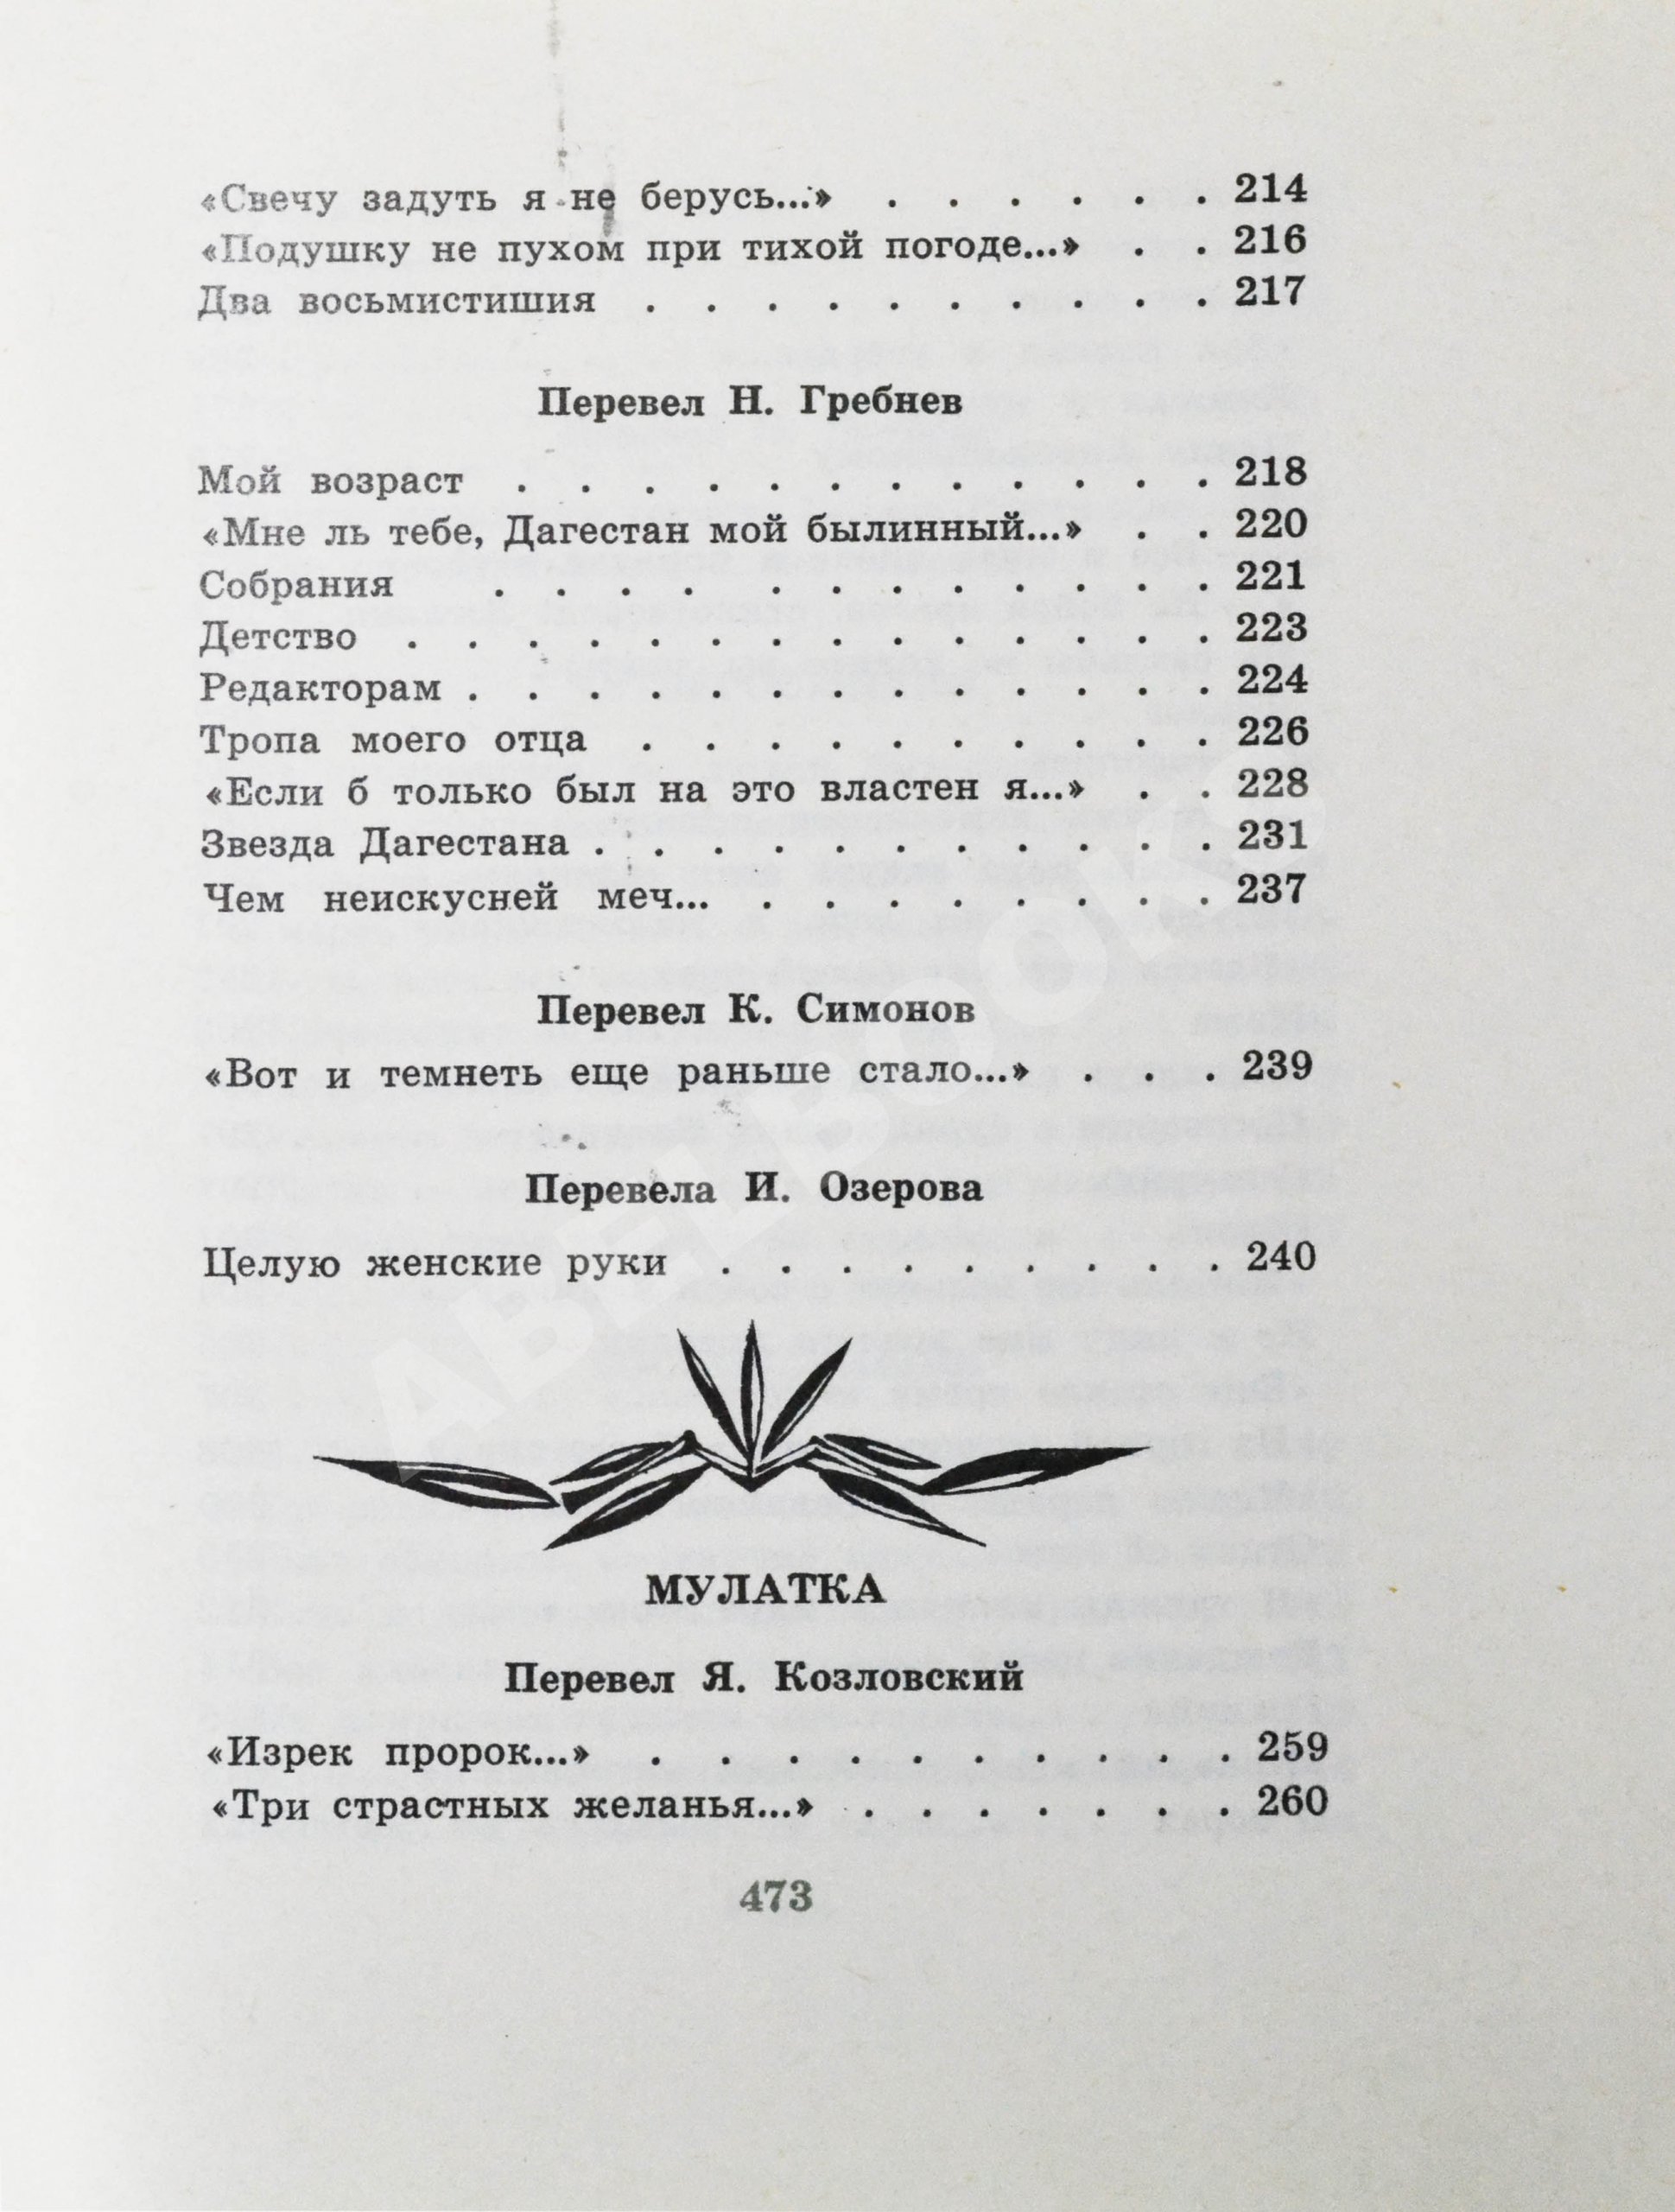 «Свечу задуть я не берусь...» . . . . . . 214
«Подушку не пухом при тихой погоде...» . . 216
Два восьмистишия . . . . . . . . . . 217
Перевел Н. Гребнев
Мой возраст . . . . . . . . . . . . 218
«Мне ль тебе, Дагестан мой былинный...» . . 220
Собрания . . . . . . . . . . . . 221
Детство . . . . . . . . . . . . . . 223
Редакторам . . . . . . . . . . . . . 224
Тропа моего отца . . . . . . . . . . 226
«Если б только был на это властен я...» . . 228
Звезда Дагестана . . . . . . . . . . . 231
Чем неискусней меч... . . . . . . . . 237
Перевел К. Симонов
«Вот и темнеть еще раньше стало...» . . . 239
Перевела И. Озерова
Целую женские руки . . . . . . . . . 240
МУЛАТКА
Перевел Я. Козловский
«Изрек пророк...» . . . . . . . . . . 259
«Три страстных желанья...» . . . . . . . 260
473
ABELBOOKS